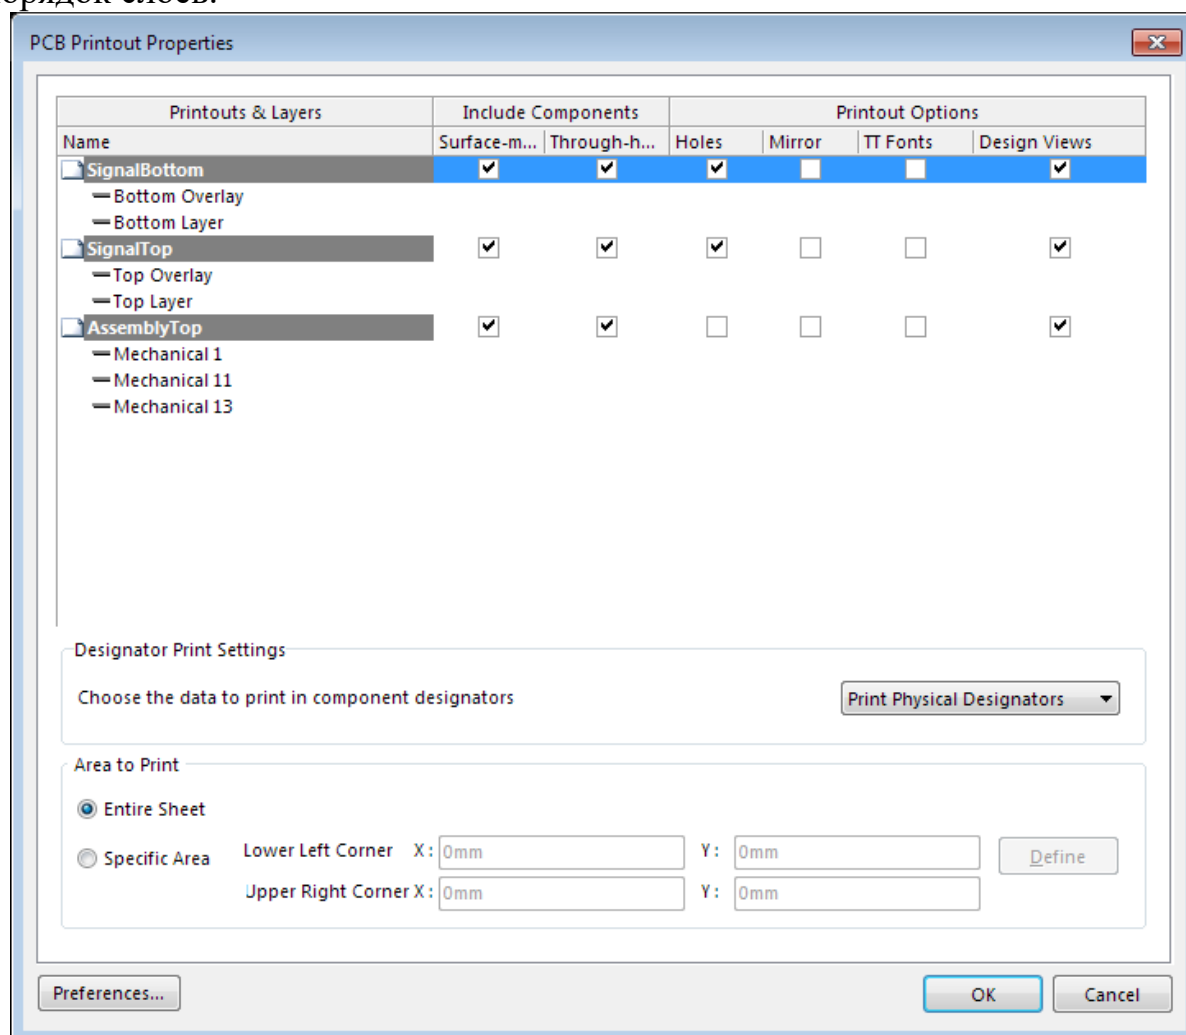 порядок слоев.
PCB Printout Properties
Printouts & Layers Include Components Printout Options
Name Surface-m... Through-h... Holes Mirror TT Fonts Design Views
SignalBottom
Bottom Overlay
Bottom Layer
SignalTop
Top Overlay
Top Layer
AssemblyTop
Mechanical 1
Mechanical 11
Mechanical 13
Designator Print Settings
Choose the data to print in component designators Print Physical Designators
Area to Print
Entire Sheet
Specific Area Lower Left Corner X : 0mm Y : 0mm Define
Upper Right Corner X : 0mm Y : 0mm
Preferences... OK Cancel